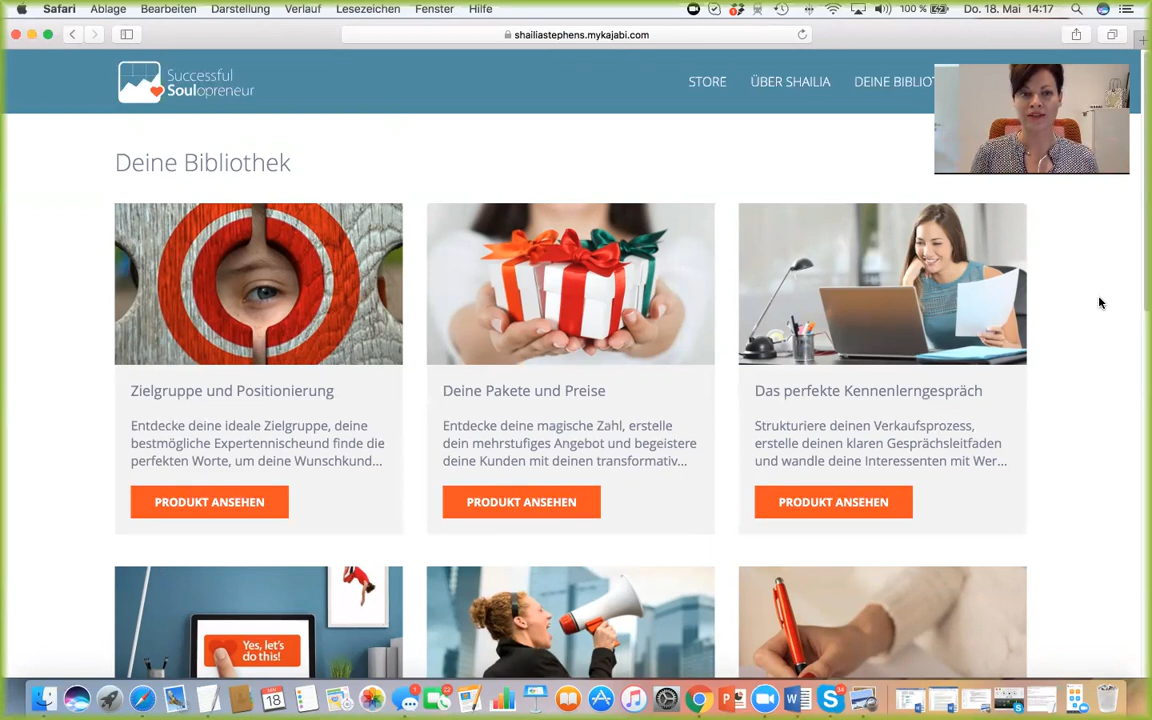 Safari Ablage Bearbeiten Darstellung Verlauf Lesezeichen Fenster Hilfe 100 % Do. 18. Mai 14:17
shailiastephens.mykajabi.com
Successful
Soulopreneur
STORE ÜBER SHAILIA DEINE BIBLIOT
Deine Bibliothek
Zielgruppe und Positionierung
Entdecke deine ideale Zielgruppe, deine
bestmögliche Expertennischeund finde die
perfekten Worte, um deine Wunschkund...
PRODUKT ANSEHEN
Deine Pakete und Preise
Entdecke deine magische Zahl, erstelle
dein mehrstufiges Angebot und begeistere
deine Kunden mit deinen transformativ...
PRODUKT ANSEHEN
Das perfekte Kennenlerngespräch
Strukturiere deinen Verkaufsprozess,
erstelle deinen klaren Gesprächsleitfaden
und wandle deine Interessenten mit Wer...
PRODUKT ANSEHEN
Yes, let's
do this!
18